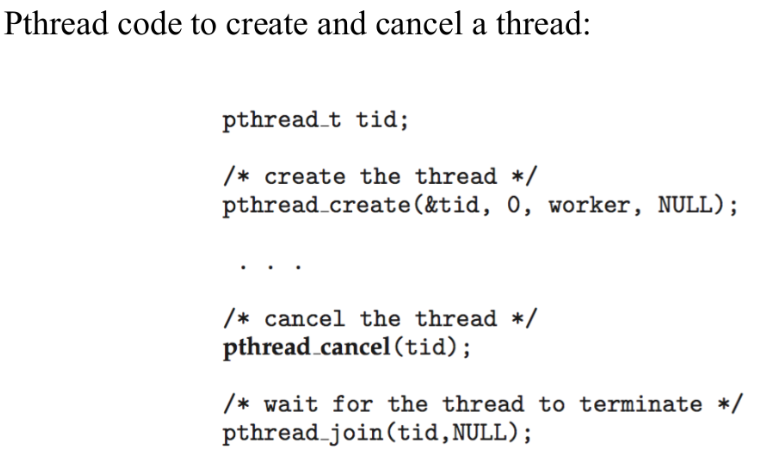 Pthread code to create and cancel a thread:
pthread_t tid;
/* create the thread */
pthread_create(&tid, 0, worker, NULL);
. . .
/* cancel the thread */
pthread_cancel(tid);
/* wait for the thread to terminate */
pthread_join(tid,NULL);